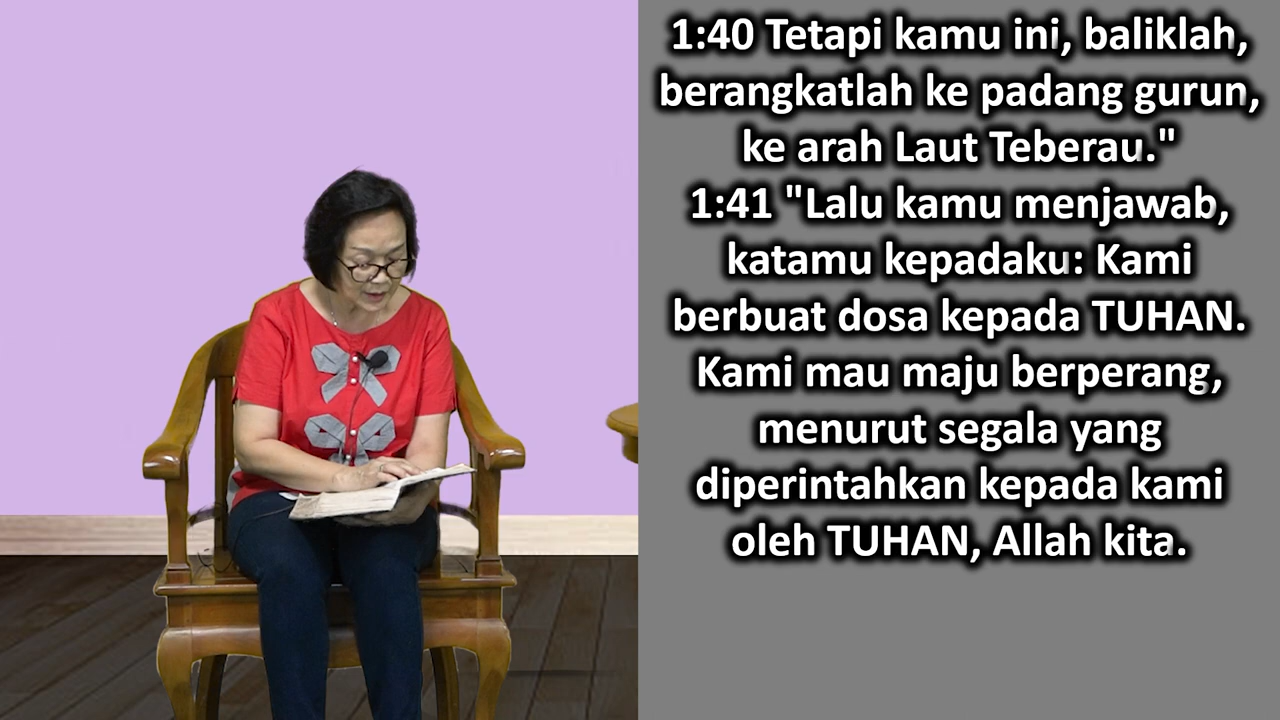 1:40 Tetapi kamu ini, baliklah,
berangkatlah ke padang gurun,
ke arah Laut Teberau."
1:41 "Lalu kamu menjawab,
katamu kepadaku: Kami
berbuat dosa kepada TUHAN.
Kami mau maju berperang,
menurut segala yang
diperintahkan kepada kami
oleh TUHAN, Allah kita.